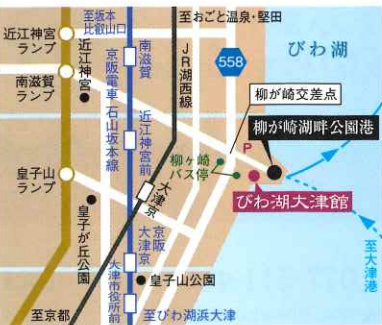 至坂本
比叡山口
至おごと温泉・堅田
近江神宮
ランプ
近江神宮
南滋賀
ランプ
京阪電車 石山坂本線
南滋賀
近江神宮前
JR湖西線
558
びわ湖
柳が崎交差点
P
柳が崎湖畔公園港
柳ヶ崎
バス停
びわ湖大津館
皇子山
ランプ
皇子が丘公園
大津京
京阪
大津京
皇子山公園
大津市役所前
至大津港
至京都
至びわ湖浜大津